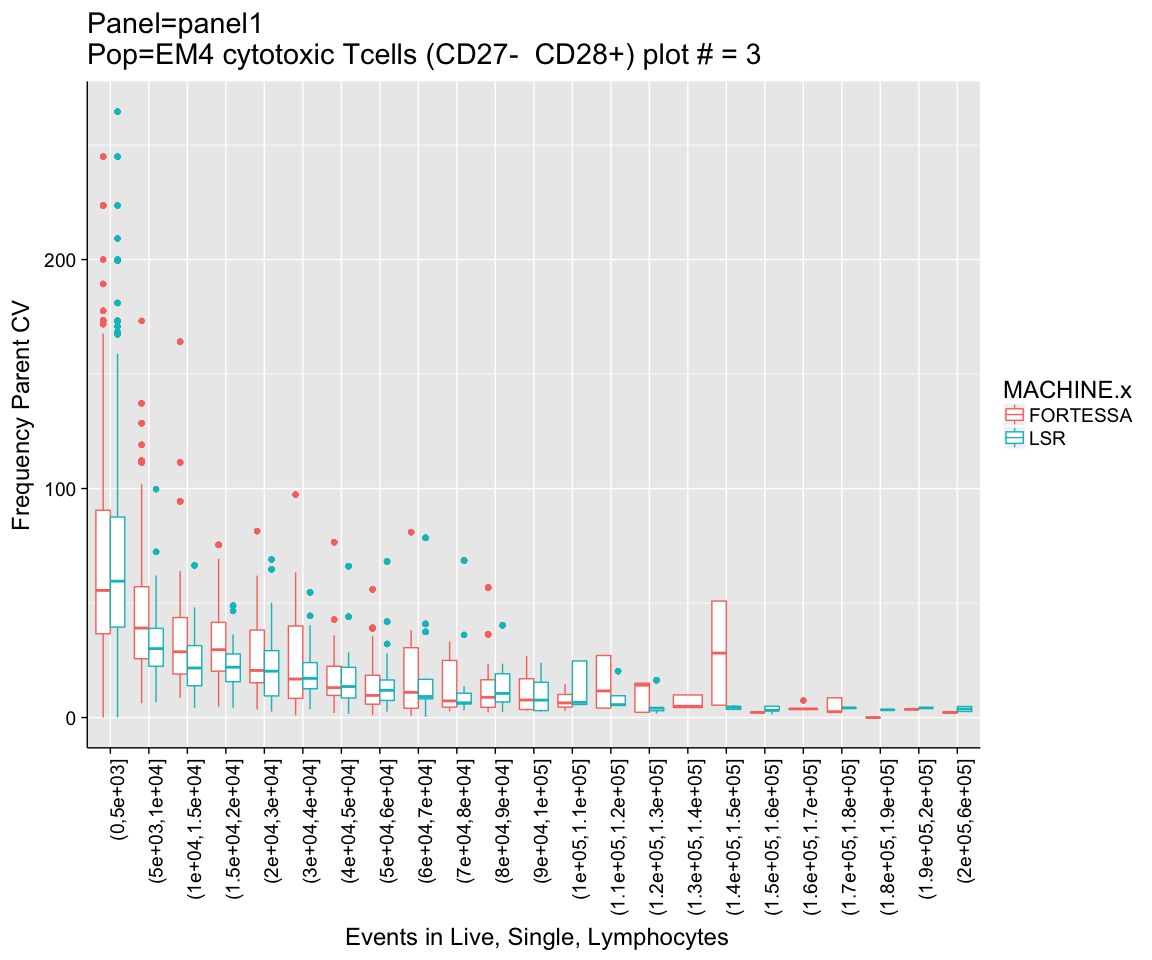 Panel=panel1
Pop=EM4 cytotoxic Tcells (CD27-  CD28+) plot # = 3
Frequency Parent CV
200
100
0
(0,5e+03]
(5e+03,1e+04]
(1e+04,1.5e+04]
(1.5e+04,2e+04]
(2e+04,3e+04]
(3e+04,4e+04]
(4e+04,5e+04]
(5e+04,6e+04]
(6e+04,7e+04]
(7e+04,8e+04]
(8e+04,9e+04]
(9e+04,1e+05]
(1e+05,1.1e+05]
(1.1e+05,1.2e+05]
(1.2e+05,1.3e+05]
(1.3e+05,1.4e+05]
(1.4e+05,1.5e+05]
(1.5e+05,1.6e+05]
(1.6e+05,1.7e+05]
(1.7e+05,1.8e+05]
(1.8e+05,1.9e+05]
(1.9e+05,2e+05]
(2e+05,6e+05]
Events in Live, Single, Lymphocytes
MACHINE.x
FORTESSA
LSR